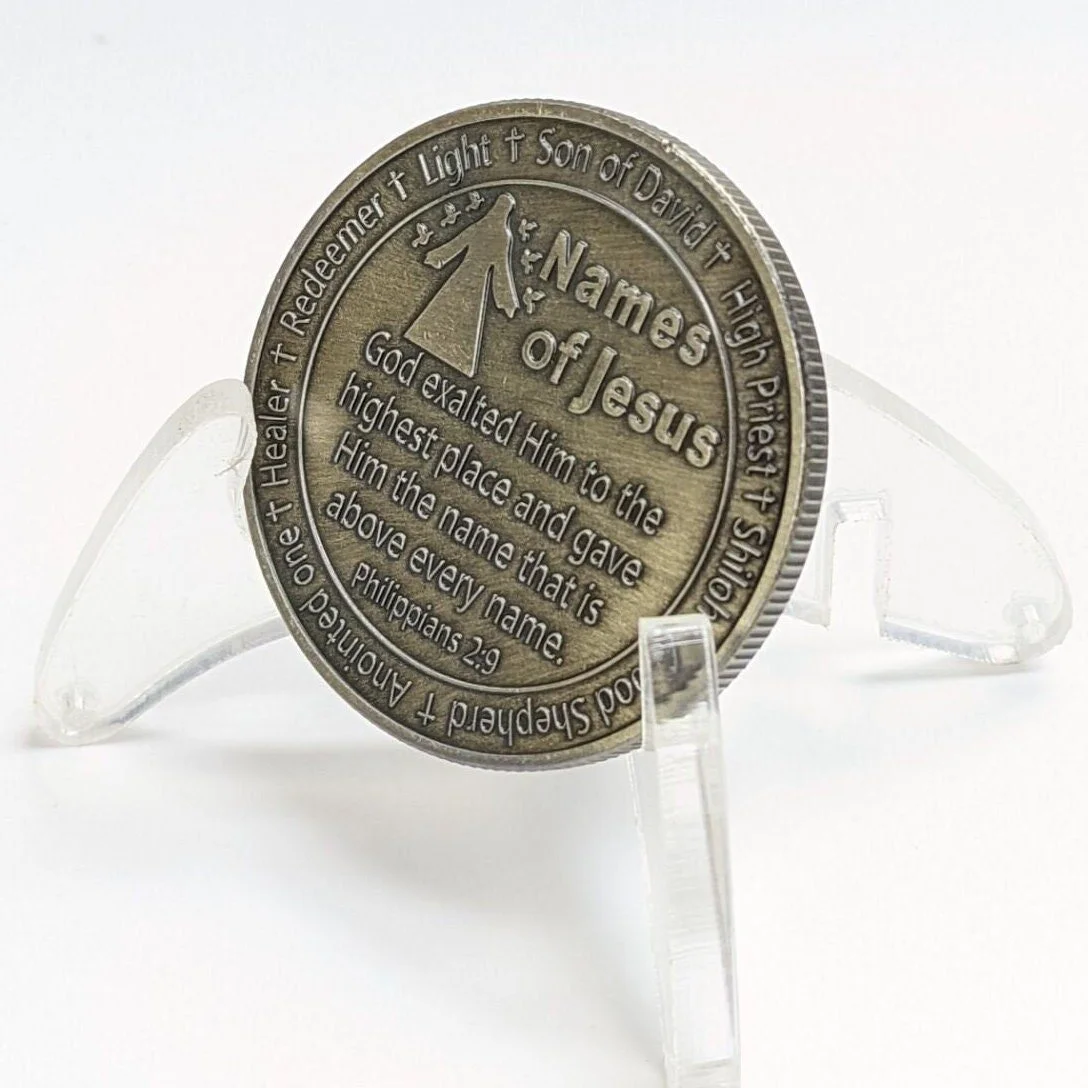 Light † Son of David † High Priest † Shiloh
Shepherd † Anointed one † Healer † Redeemer †
Names
of Jesus
God exalted Him to the
highest place and gave
Him the name that is
above every name.
Philippians 2:9